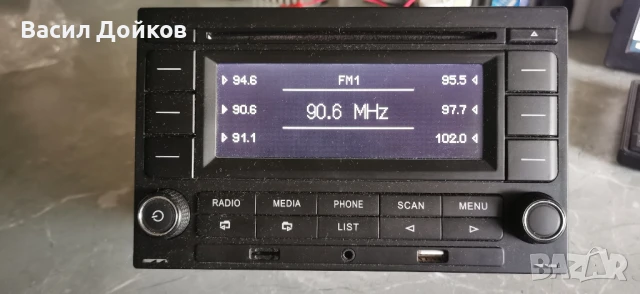 Васил Дойков
94.6 FM1 95.5
90.6 90.6 MHz 97.7
91.1 102.0
RADIO MEDIA PHONE SCAN MENU
LIST
BAZAR